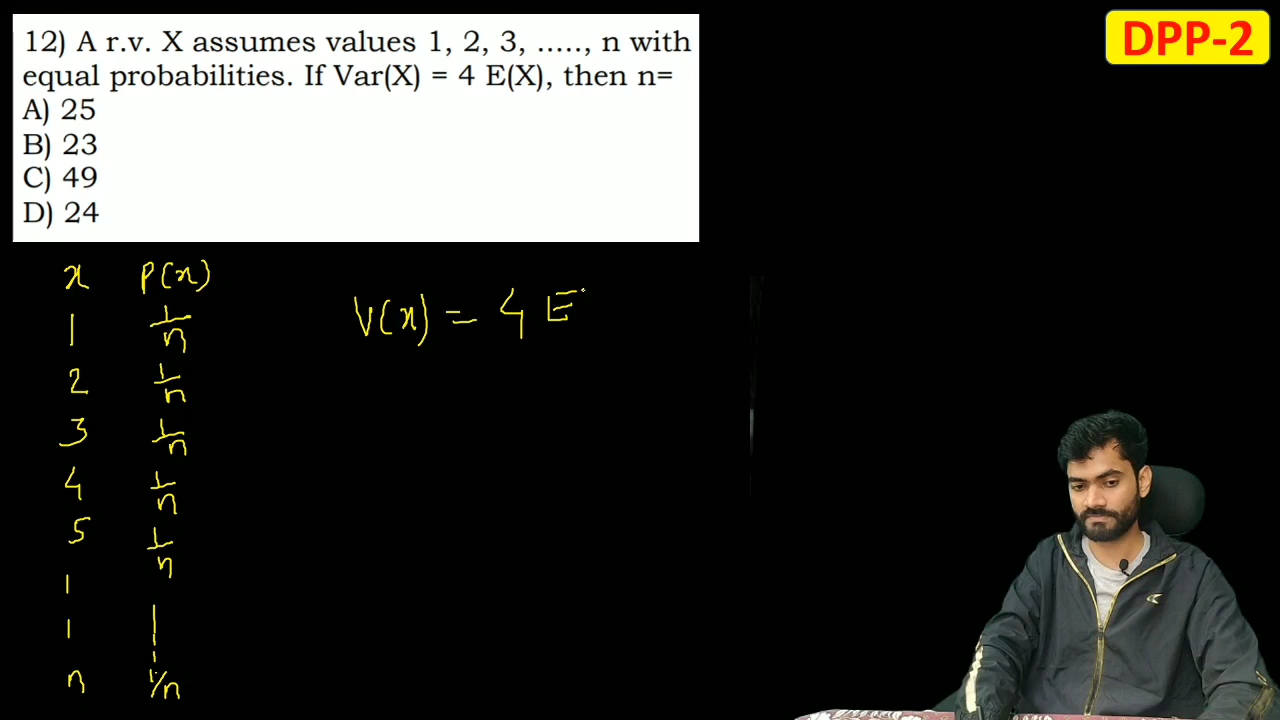 12) A r.v. X assumes values 1, 2, 3, ....., n with
equal probabilities. If Var(X) = 4 E(X), then n=
A) 25
B) 23
C) 49
D) 24
DPP-2
x P(x)
1 1/n
2 1/n
3 1/n
4 1/n
5 1/n
n 1/n
V(x) = 4 E